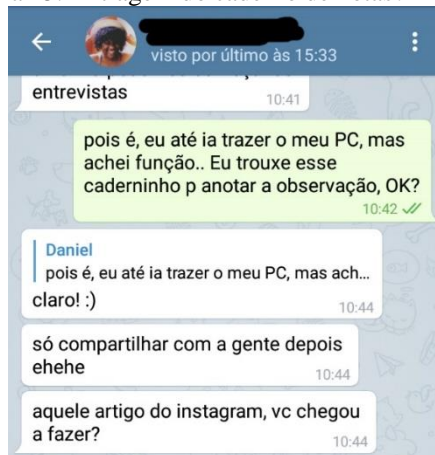 visto por último às 15:33
entrevistas
10:41
pois é, eu até ia trazer o meu PC, mas
achei função.. Eu trouxe esse
caderninho p anotar a observação, OK?
10:42
Daniel
pois é, eu até ia trazer o meu PC, mas ach...
claro! :)
10:44
só compartilhar com a gente depois
ehehe
10:44
aquele artigo do instagram, vc chegou
a fazer?
10:44